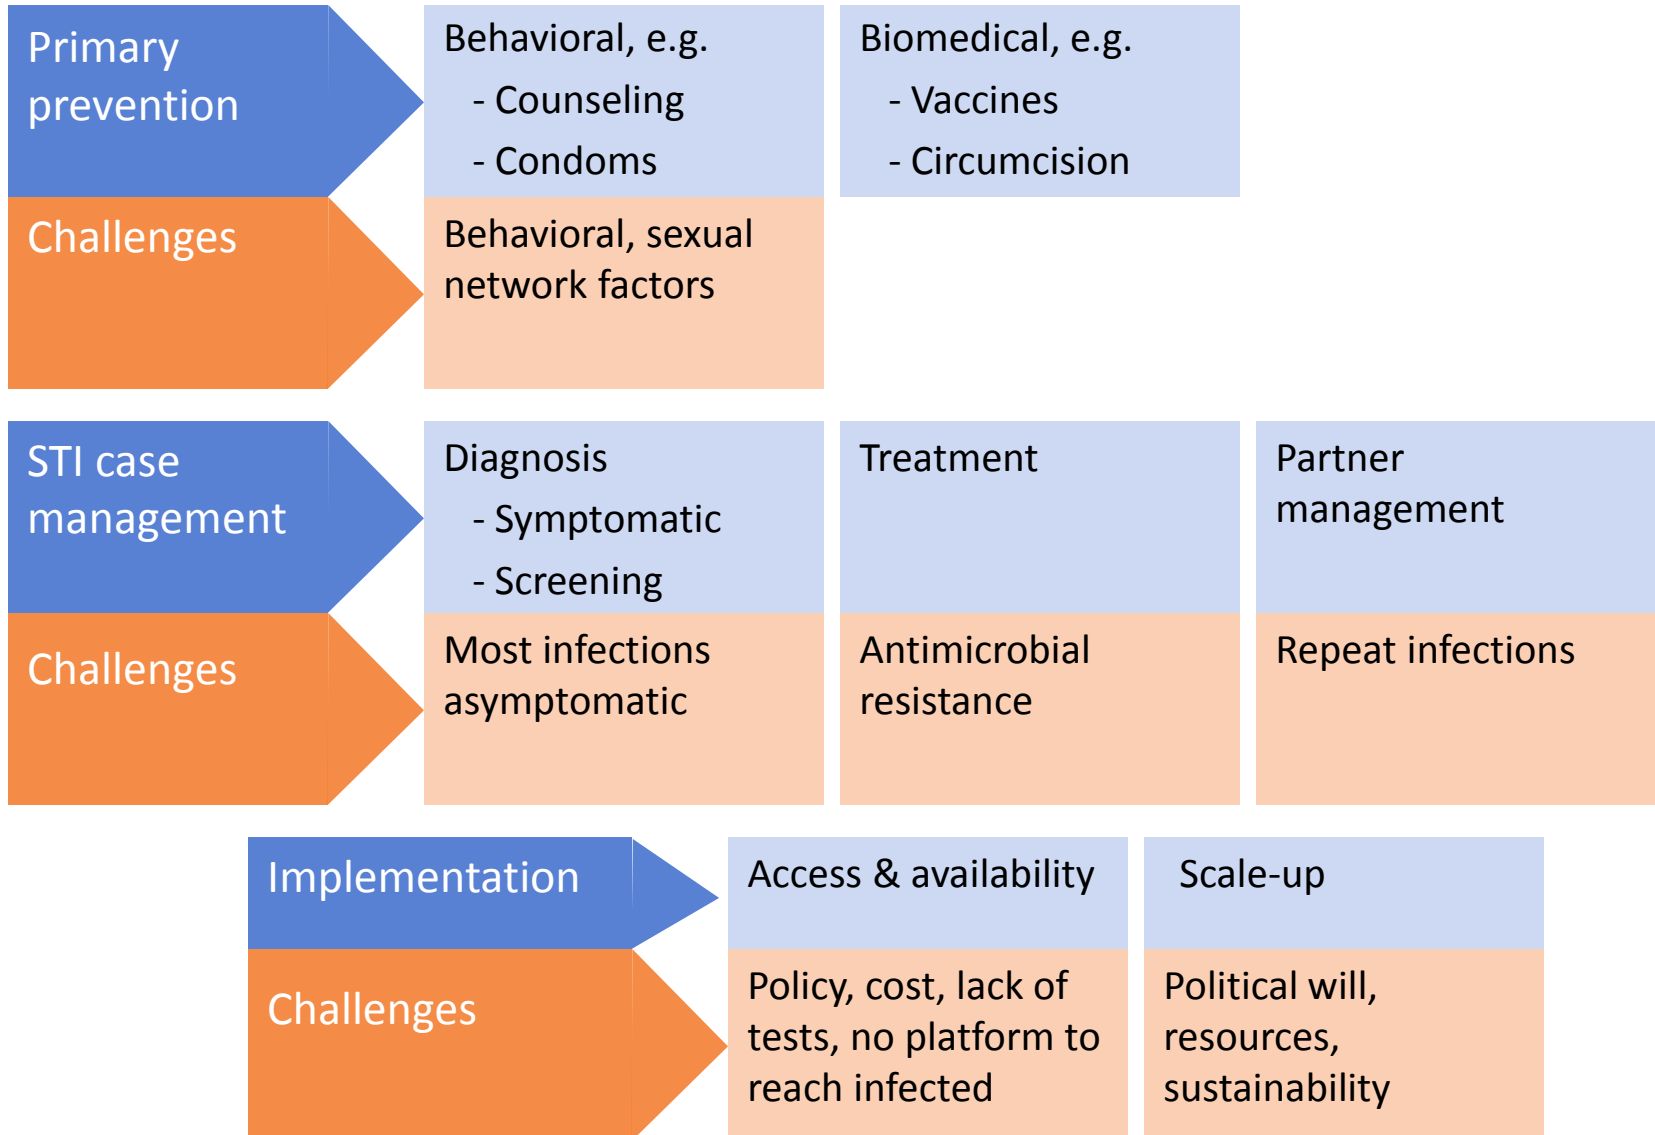 Primary
prevention
Behavioral, e.g.
- Counseling
- Condoms
Biomedical, e.g.
- Vaccines
- Circumcision
Challenges
Behavioral, sexual
network factors
STI case
management
Diagnosis
- Symptomatic
- Screening
Treatment
Partner
management
Challenges
Most infections
asymptomatic
Antimicrobial
resistance
Repeat infections
Implementation
Access & availability
Scale-up
Challenges
Policy, cost, lack of
tests, no platform to
reach infected
Political will,
resources,
sustainability